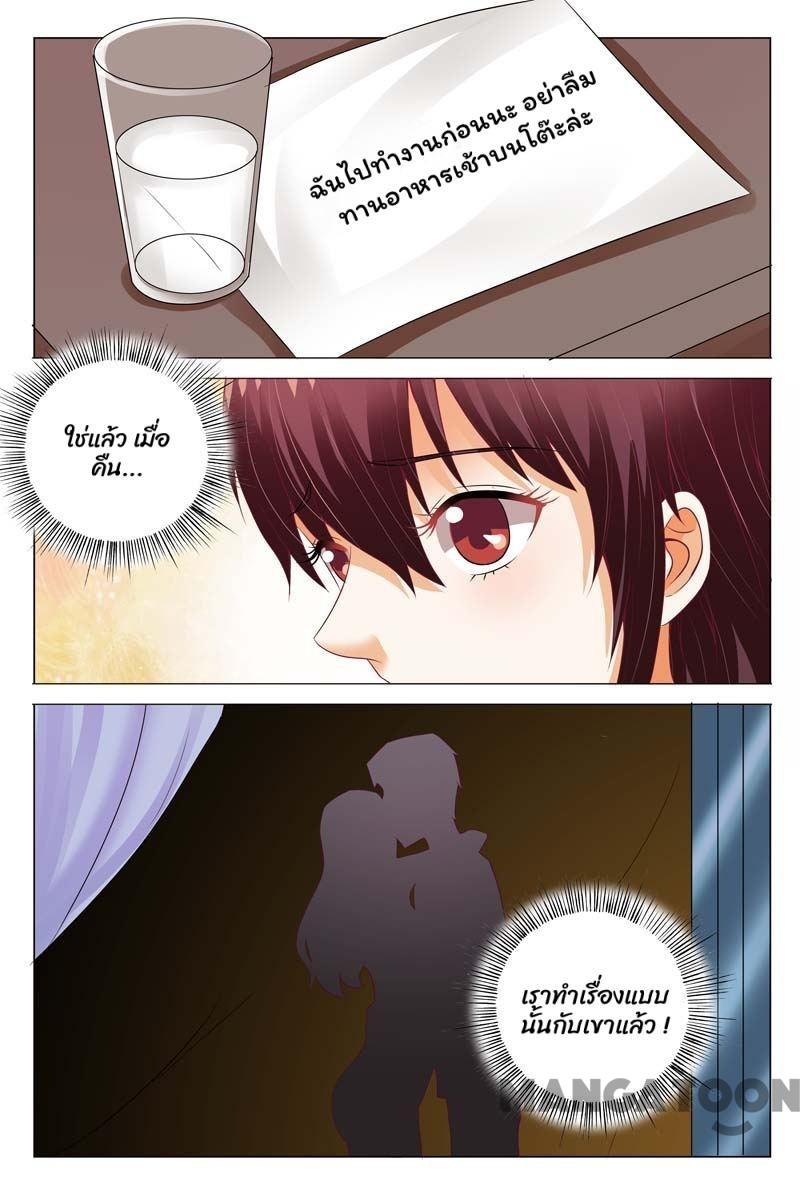 ฉันไปทำงานก่อนนะ อย่าลืม
ทานอาหารเช้าบนโต๊ะล่ะ
ใช่แล้ว เมื่อ
คืน...
เราทำเรื่องแบบ
นั้นกับเขาแล้ว !
MANGATOON